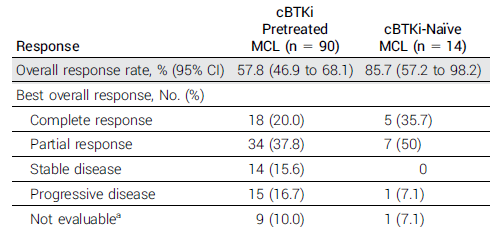 cBTKi
Pretreated cBTKi-Naïve
Response MCL (n = 90) MCL (n = 14)
Overall response rate, % (95% CI) 57.8 (46.9 to 68.1) 85.7 (57.2 to 98.2)
Best overall response, No. (%)
Complete response 18 (20.0) 5 (35.7)
Partial response 34 (37.8) 7 (50)
Stable disease 14 (15.6) 0
Progressive disease 15 (16.7) 1 (7.1)
Not evaluableᵃ 9 (10.0) 1 (7.1)